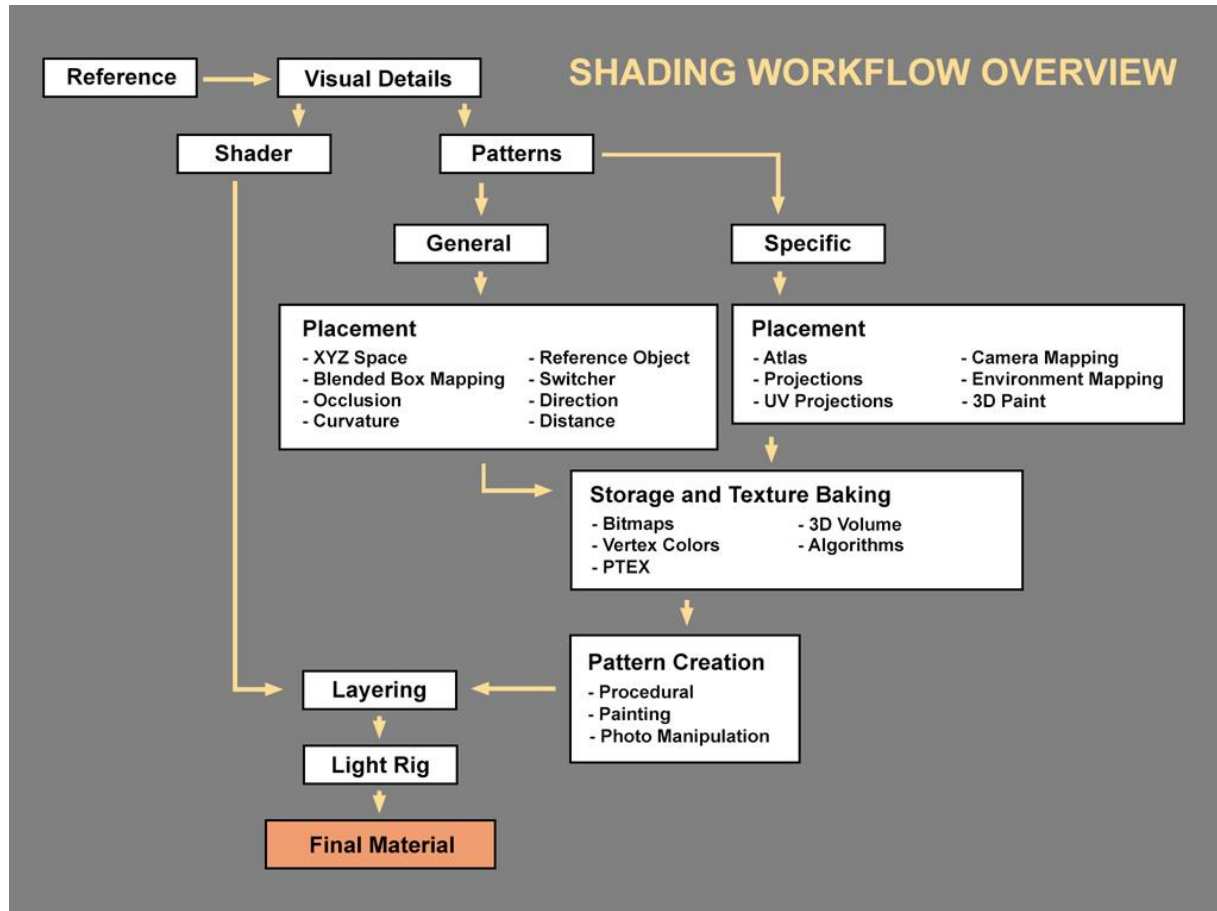 SHADING WORKFLOW OVERVIEW
Reference
Visual Details
Shader
Patterns
General
Specific
Placement
- XYZ Space
- Blended Box Mapping
- Occlusion
- Curvature
- Reference Object
- Switcher
- Direction
- Distance
Placement
- Atlas
- Projections
- UV Projections
- Camera Mapping
- Environment Mapping
- 3D Paint
Storage and Texture Baking
- Bitmaps
- Vertex Colors
- PTEX
- 3D Volume
- Algorithms
Pattern Creation
- Procedural
- Painting
- Photo Manipulation
Layering
Light Rig
Final Material